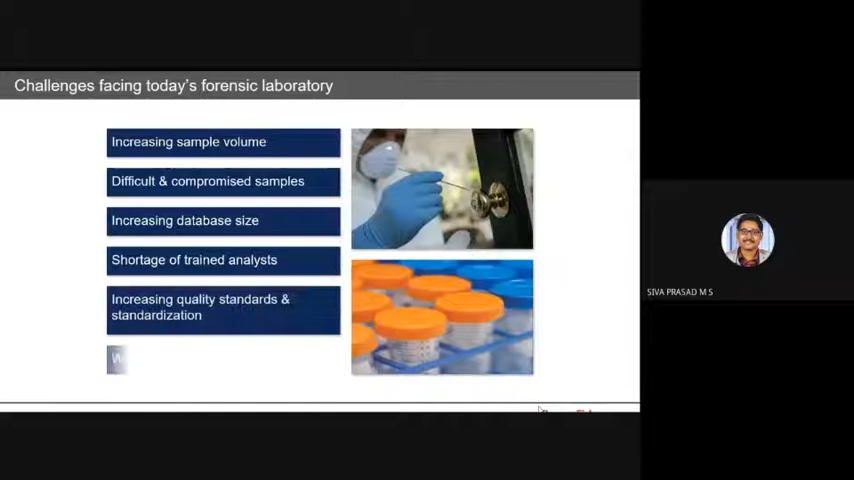 Challenges facing today's forensic laboratory
Increasing sample volume
Difficult & compromised samples
Increasing database size
Shortage of trained analysts
Increasing quality standards &
standardization
SIVA PRASAD M S